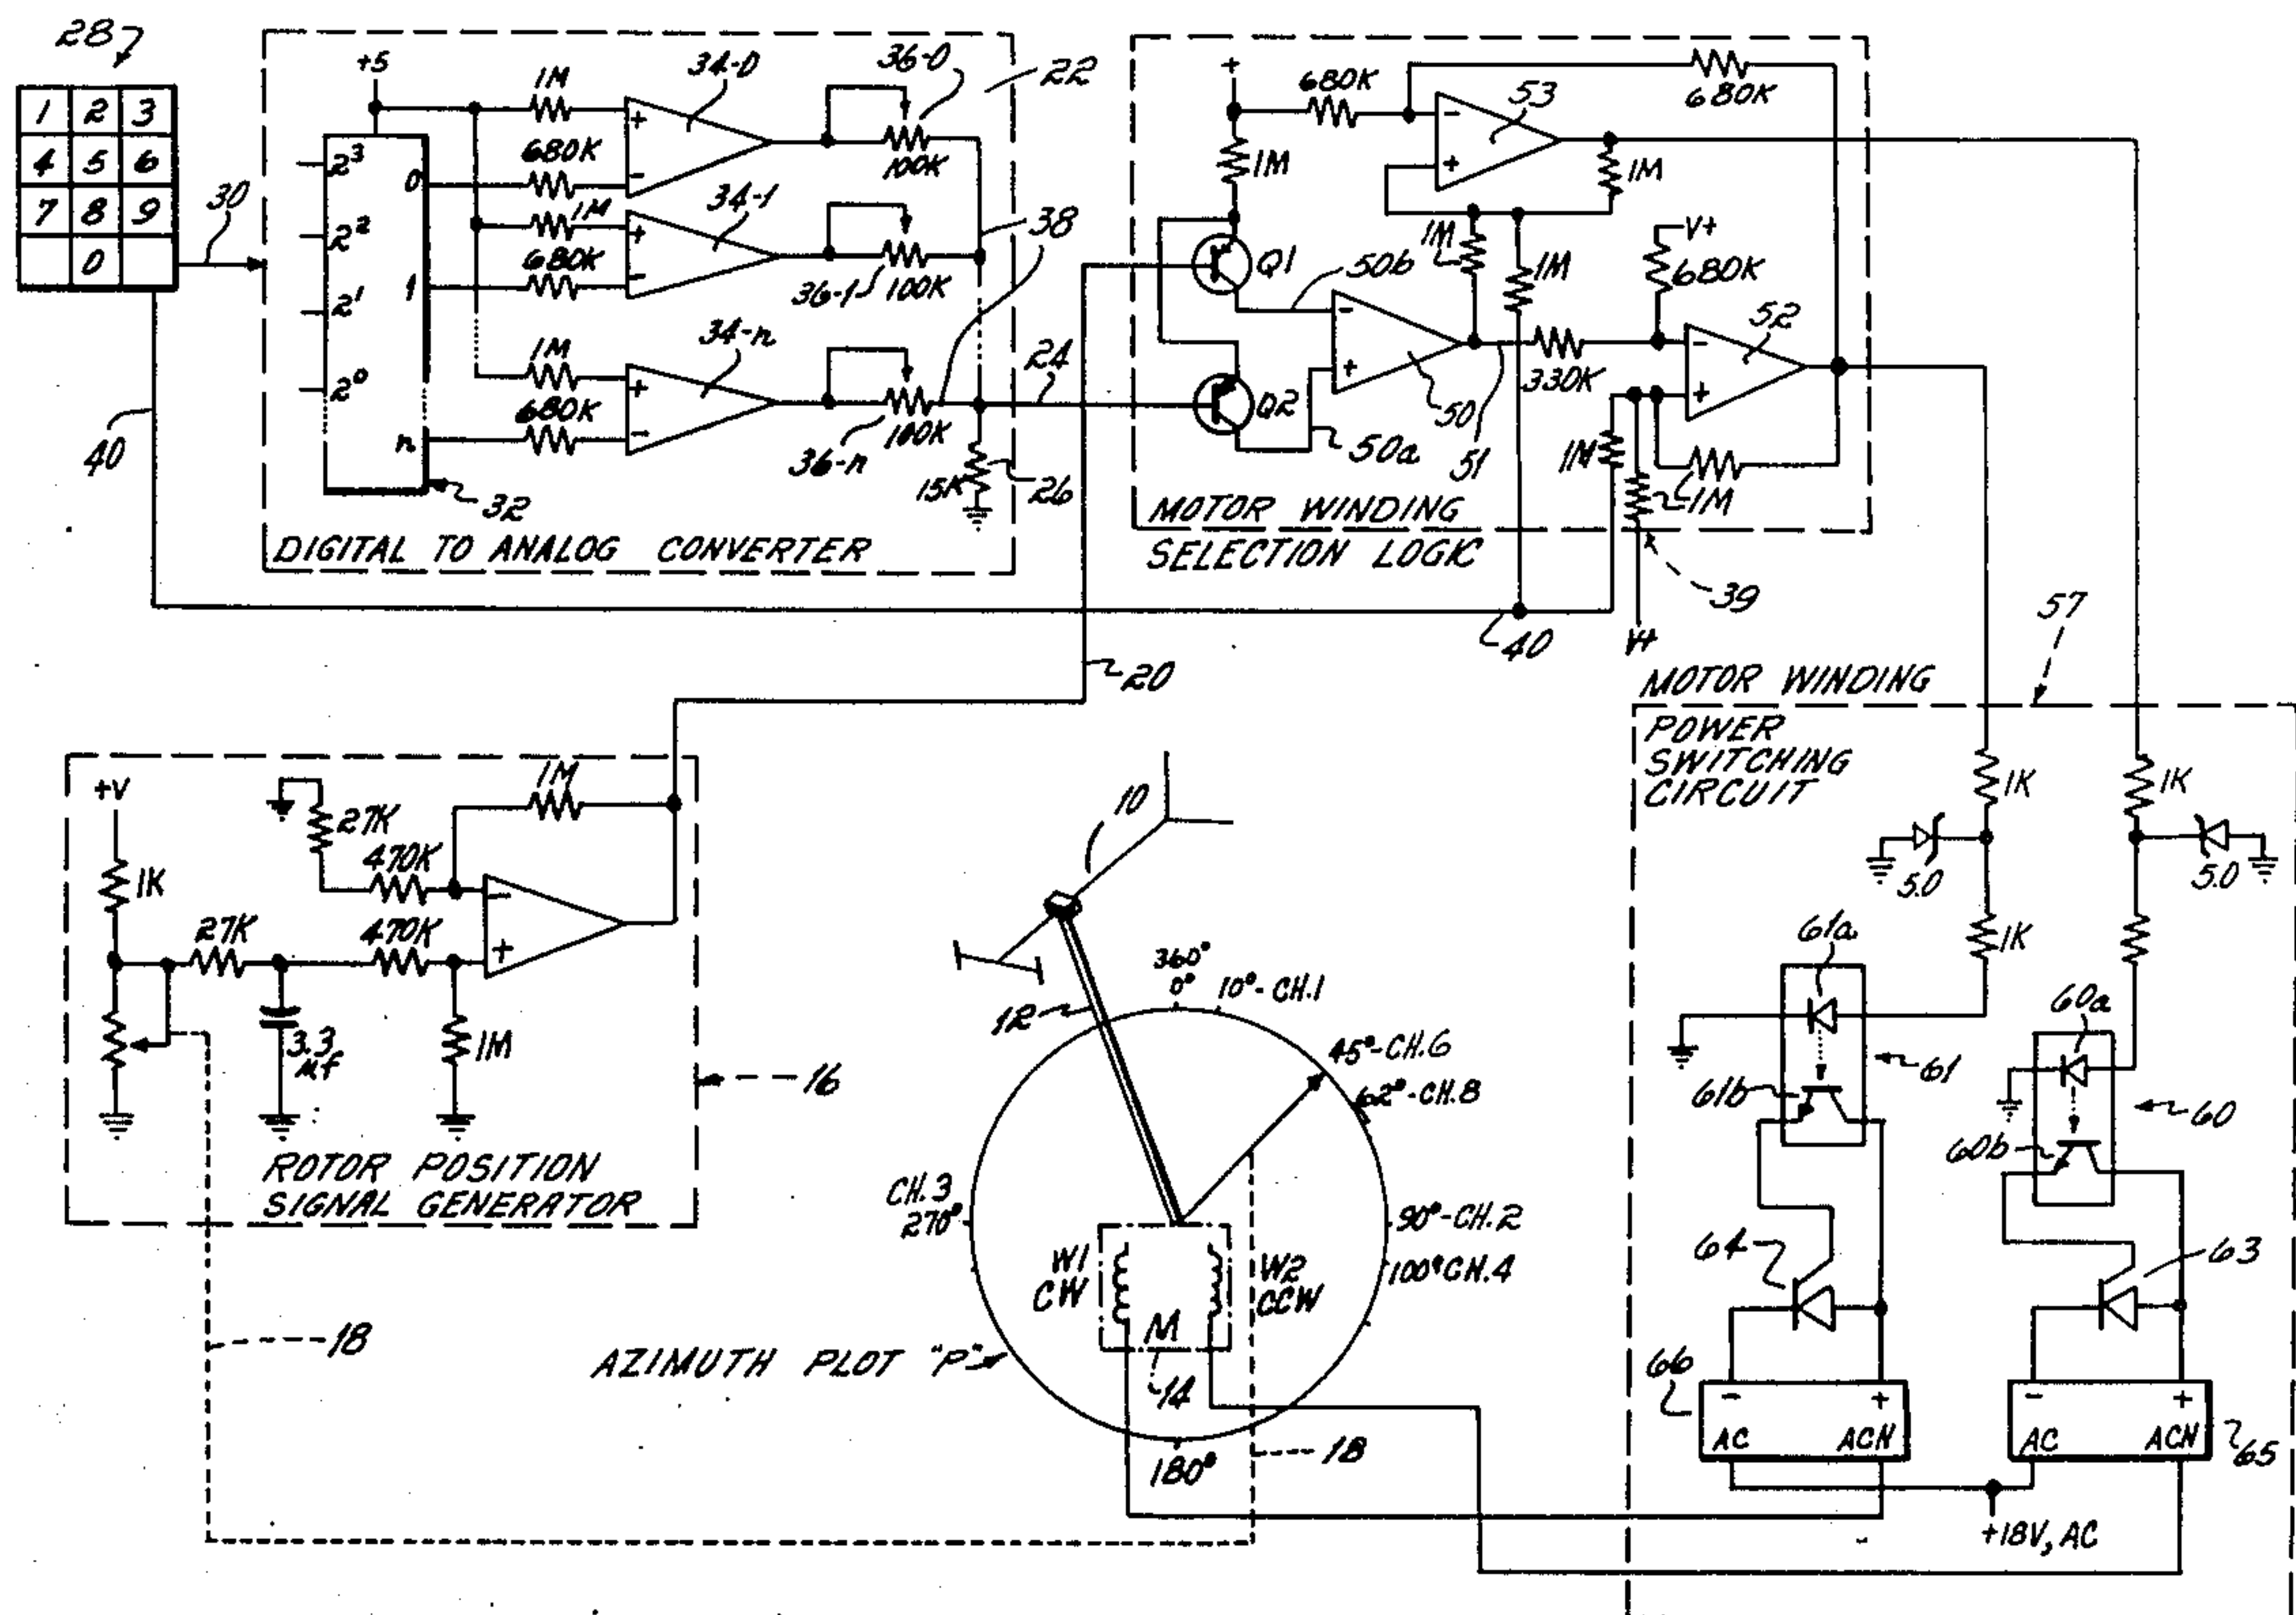 28
1 2 3
4 5 6
7 8 9
0
30
40
+5
2³
2²
2¹
2⁰
0
1
n
32
1M
680K
1M
680K
1M
680K
+
-
+
-
+
-
34-0
34-1
34-n
36-0
100K
36-1
100K
36-n
100K
22
38
24
15K
26
DIGITAL TO ANALOG CONVERTER
+
680K
1M
Q1
Q2
50b
50a
-
+
50
51
-
+
53
680K
1M
1M
1M
V+
680K
330K
-
+
52
1M
1M
MOTOR WINDING
SELECTION LOGIC
39
V+
40
20
57
MOTOR WINDING
POWER
SWITCHING
CIRCUIT
1K
1K
5.0
5.0
1K
61a
61b
61
60a
60b
60
64
63
66
- +
AC ACN
- +
AC ACN
65
+18V, AC
+V
1K
27K
1M
470K
-
+
27K
470K
3.3
µf
1M
16
ROTOR POSITION
SIGNAL GENERATOR
18
10
12
360°
0°
10°-CH.1
45°-CH.6
62°-CH.8
90°-CH.2
100° CH.4
180°
CH.3
270°
W1
CW
M
W2
CCW
14
18
AZIMUTH PLOT "P"